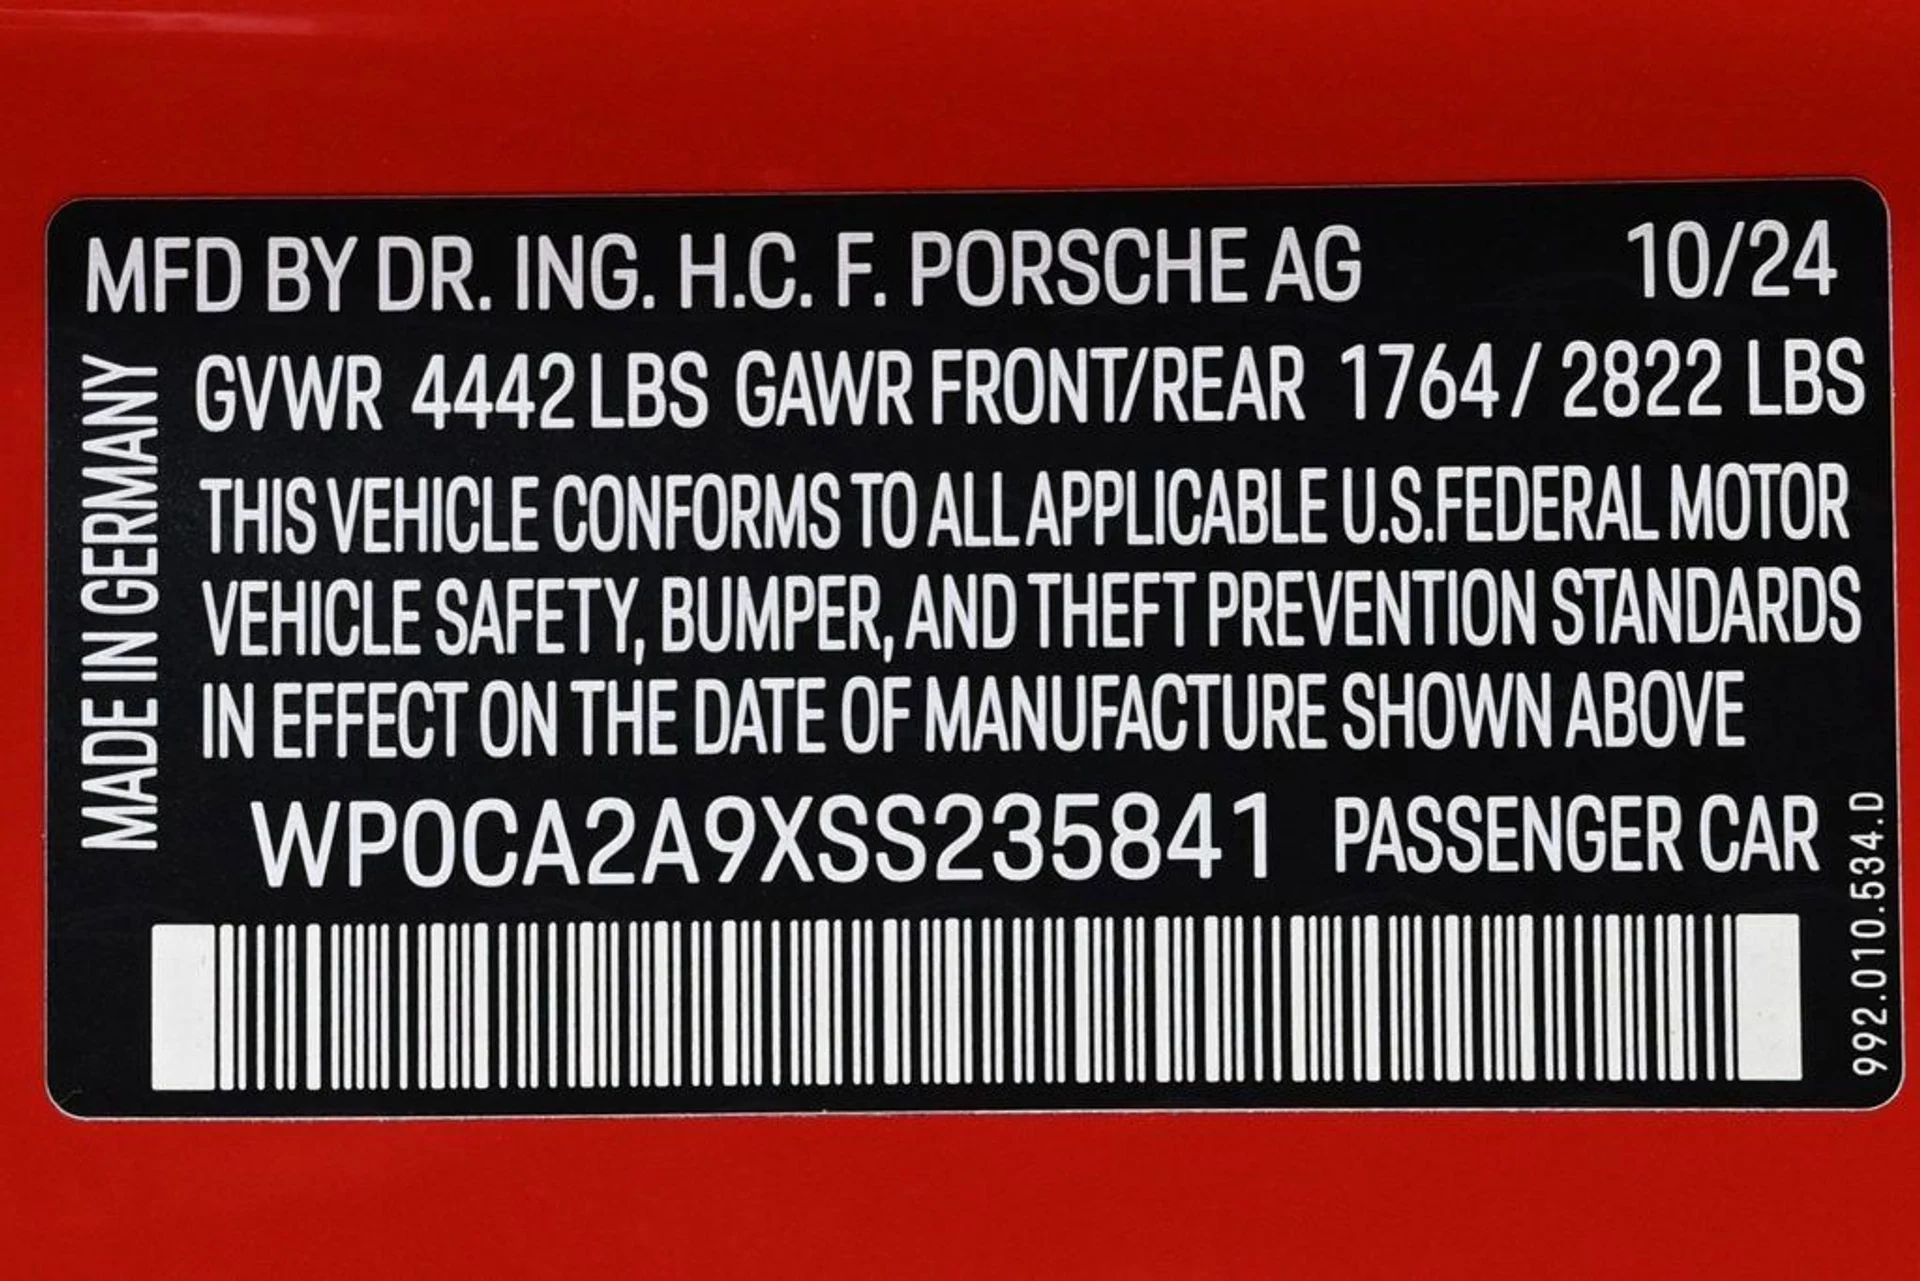 MFD BY DR. ING. H.C. F. PORSCHE AG 10/24
GVWR 4442 LBS GAWR FRONT/REAR 1764 / 2822 LBS
THIS VEHICLE CONFORMS TO ALL APPLICABLE U.S.FEDERAL MOTOR
VEHICLE SAFETY, BUMPER, AND THEFT PREVENTION STANDARDS
IN EFFECT ON THE DATE OF MANUFACTURE SHOWN ABOVE
WP0CA2A9XSS235841 PASSENGER CAR
MADE IN GERMANY
992.010.534.D